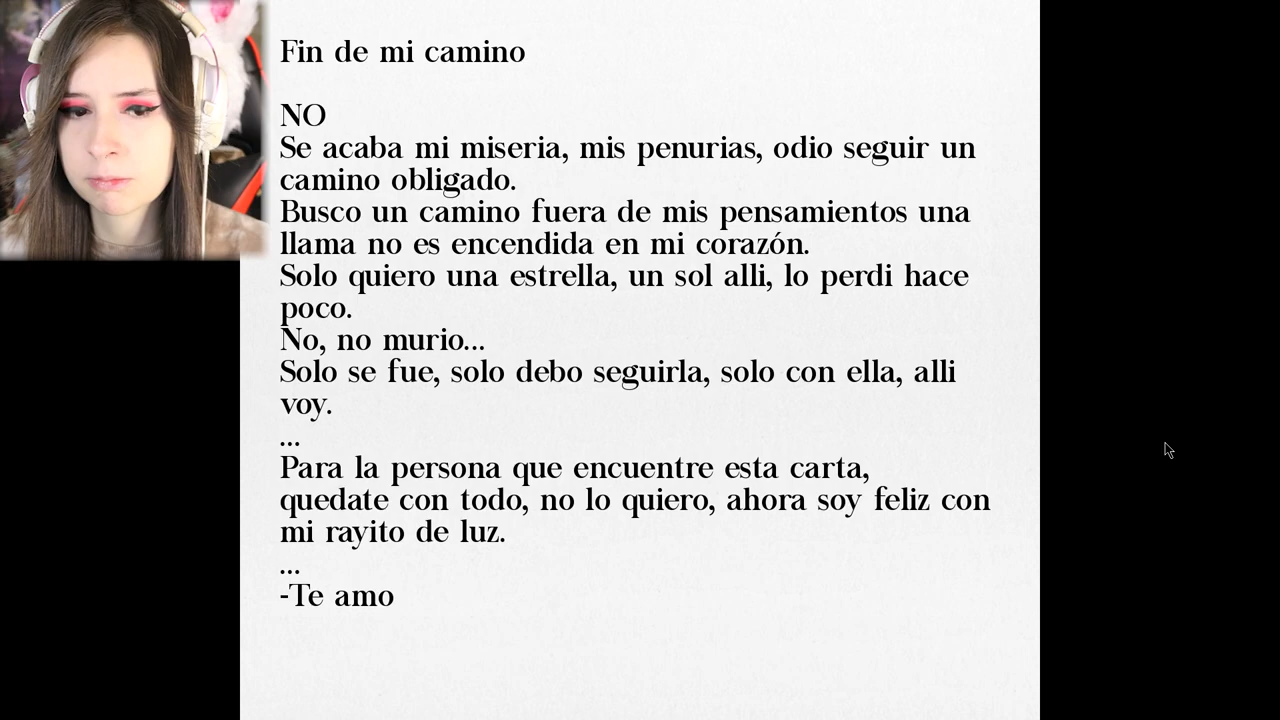 Fin de mi camino
NO
Se acaba mi miseria, mis penurias, odio seguir un
camino obligado.
Busco un camino fuera de mis pensamientos una
llama no es encendida en mi corazón.
Solo quiero una estrella, un sol alli, lo perdi hace
poco.
No, no murio...
Solo se fue, solo debo seguirla, solo con ella, alli
voy.
...
Para la persona que encuentre esta carta,
quedate con todo, no lo quiero, ahora soy feliz con
mi rayito de luz.
...
-Te amo